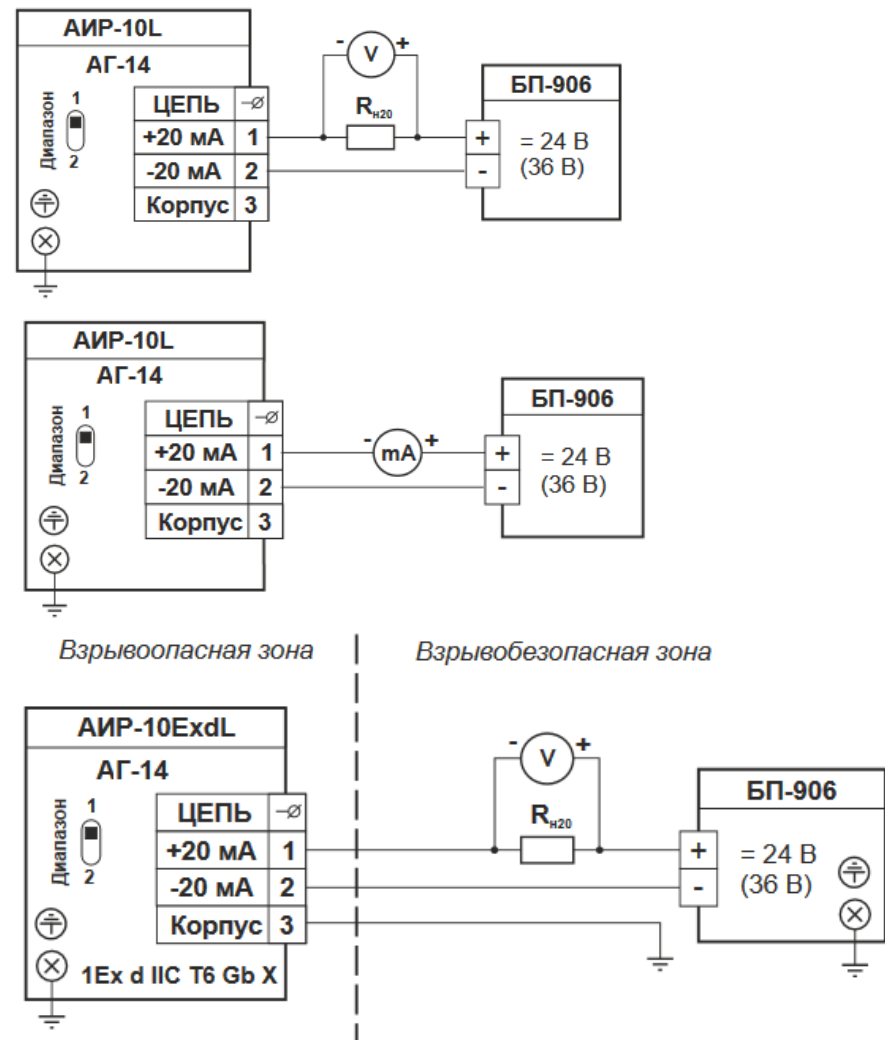 АИР-10L
АГ-14
Диапазон
1
2
ЦЕПЬ
+20 мА 1
-20 мА 2
Корпус 3
- V +
Rн20
БП-906
+
-
= 24 В
(36 В)
АИР-10L
АГ-14
Диапазон
1
2
ЦЕПЬ
+20 мА 1
-20 мА 2
Корпус 3
- mA +
БП-906
+
-
= 24 В
(36 В)
Взрывоопасная зона
Взрывобезопасная зона
АИР-10ExdL
АГ-14
Диапазон
1
2
ЦЕПЬ
+20 мА 1
-20 мА 2
Корпус 3
1Ex d IIC T6 Gb X
- V +
Rн20
БП-906
+
-
= 24 В
(36 В)